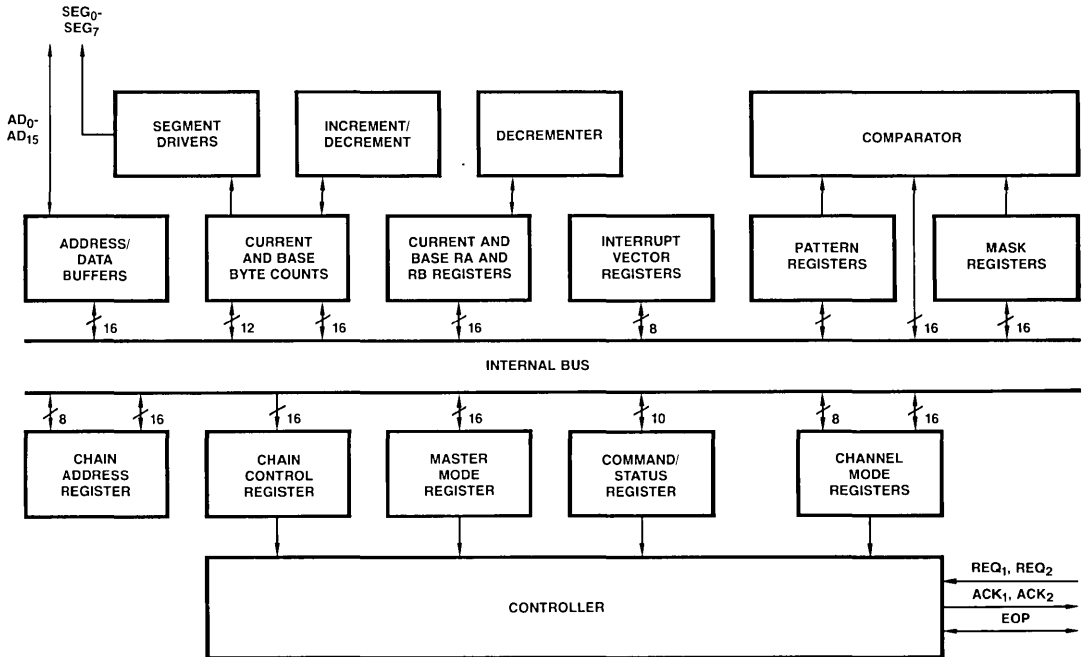 SEG0-
SEG7
AD0-
AD15
SEGMENT
DRIVERS
INCREMENT/
DECREMENT
DECREMENTER
COMPARATOR
ADDRESS/
DATA
BUFFERS
CURRENT
AND BASE
BYTE COUNTS
CURRENT AND
BASE RA AND
RB REGISTERS
INTERRUPT
VECTOR
REGISTERS
PATTERN
REGISTERS
MASK
REGISTERS
16
12
16
16
8
16
16
INTERNAL BUS
8
16
16
16
10
8
16
CHAIN
ADDRESS
REGISTER
CHAIN
CONTROL
REGISTER
MASTER
MODE
REGISTER
COMMAND/
STATUS
REGISTER
CHANNEL
MODE
REGISTERS
CONTROLLER
REQ1, REQ2
ACK1, ACK2
EOP